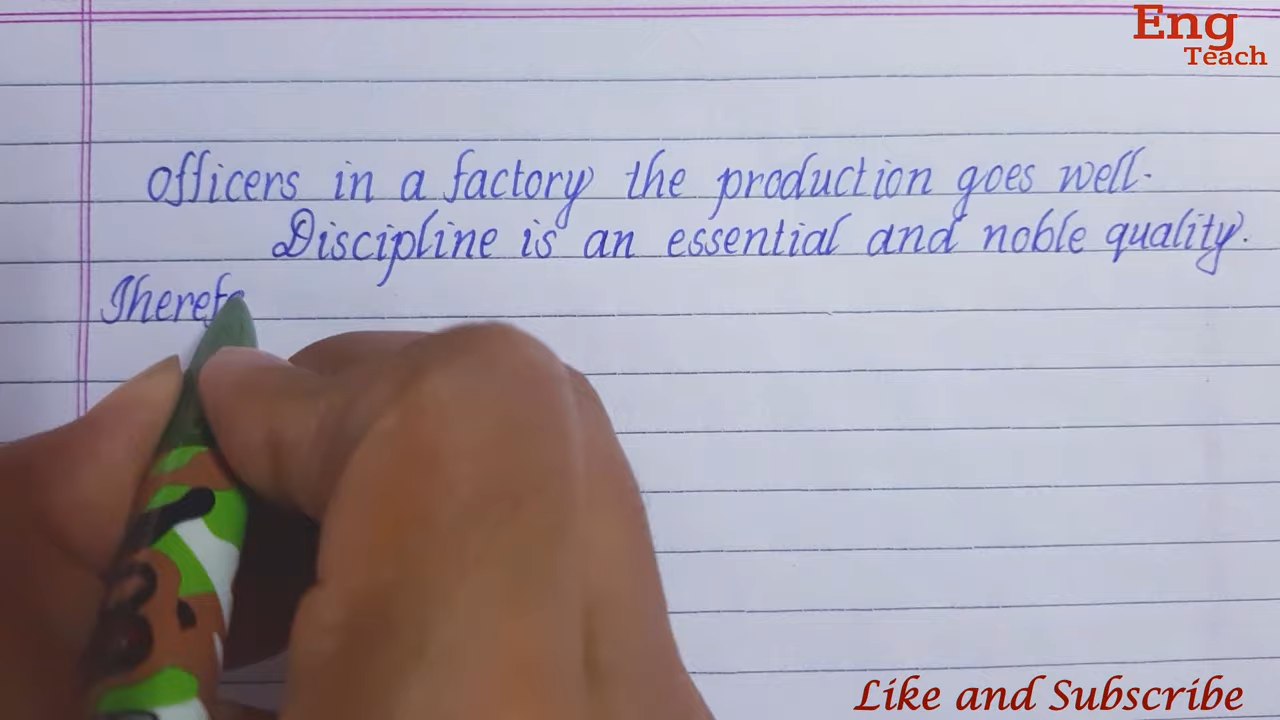 Eng
Teach
officers in a factory the production goes well.
Discipline is an essential and noble quality.
Therefo
Like and Subscribe